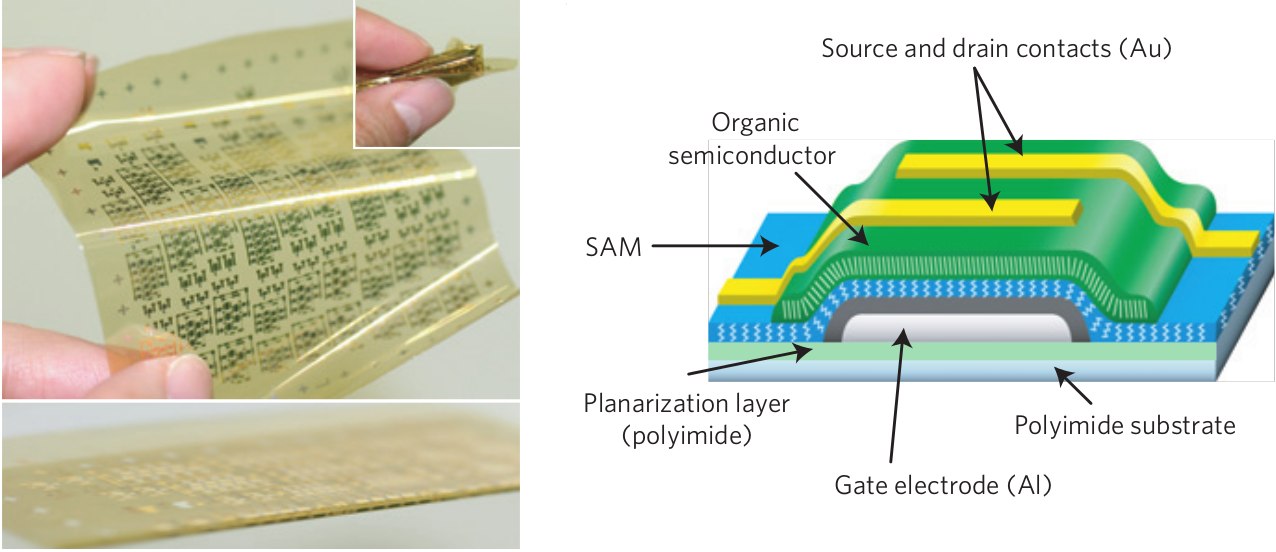 Source and drain contacts (Au)
Organic
semiconductor
SAM
Planarization layer
(polyimide)
Polyimide substrate
Gate electrode (Al)